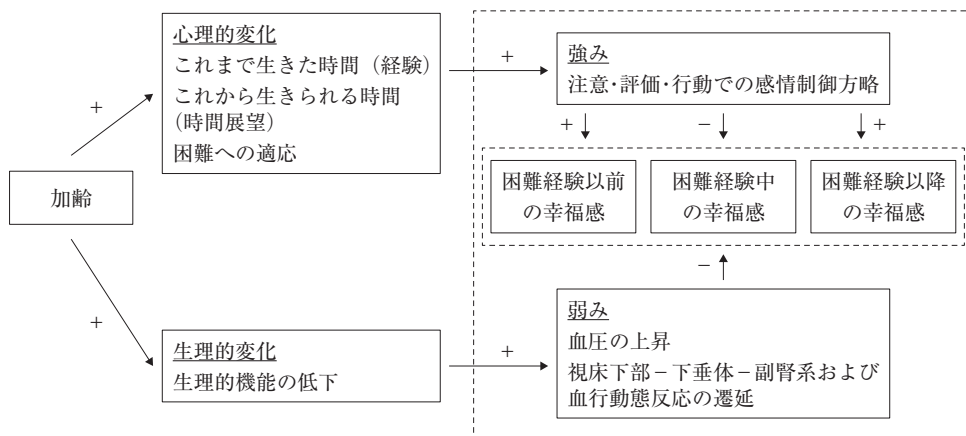 心理的変化
これまで生きた時間（経験）
これから生きられる時間
（時間展望）
困難への適応
+
強み
注意・評価・行動での感情制御方略
+
+
−
+
加齢
困難経験以前
の幸福感
困難経験中
の幸福感
困難経験以降
の幸福感
−
+
生理的変化
生理的機能の低下
+
弱み
血圧の上昇
視床下部－下垂体－副腎系および
血行動態反応の遷延